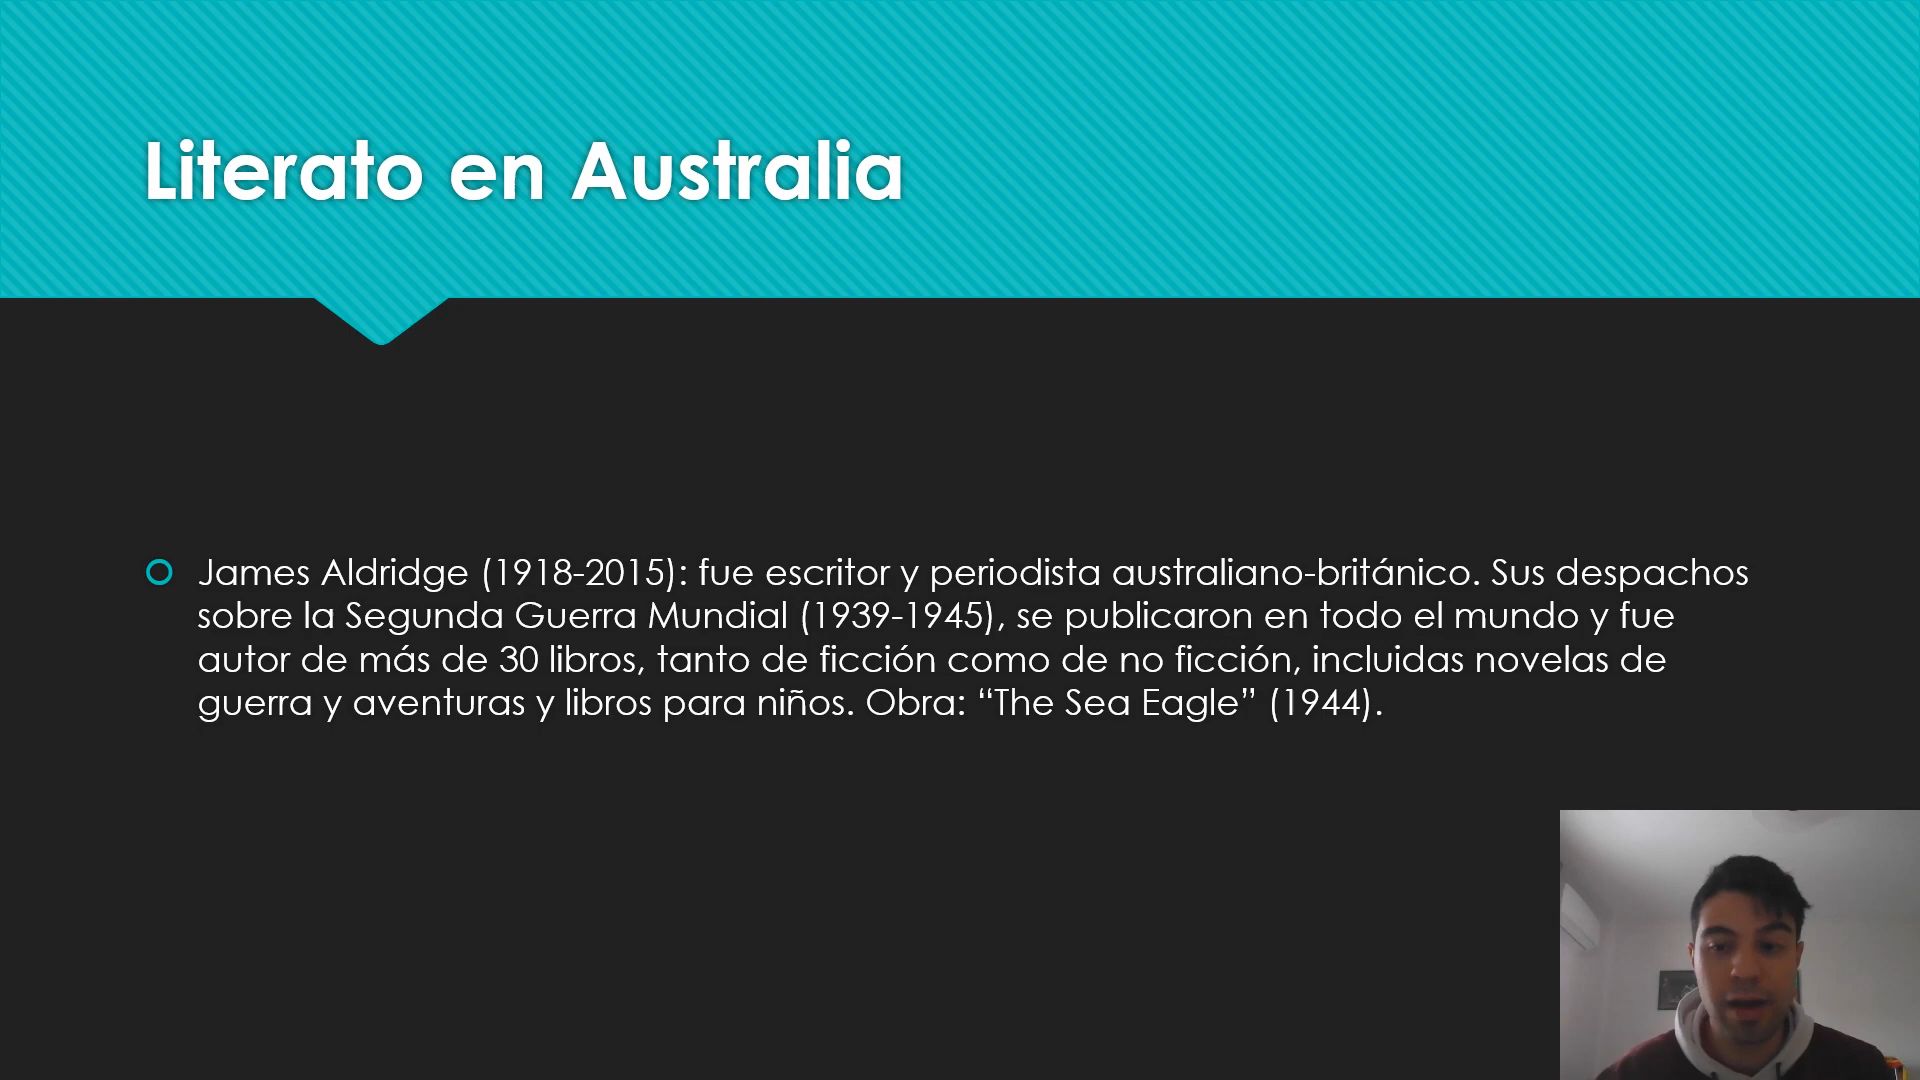 Literato en Australia
James Aldridge (1918-2015): fue escritor y periodista australiano-británico. Sus despachos
sobre la Segunda Guerra Mundial (1939-1945), se publicaron en todo el mundo y fue
autor de más de 30 libros, tanto de ficción como de no ficción, incluidas novelas de
guerra y aventuras y libros para niños. Obra: “The Sea Eagle” (1944).